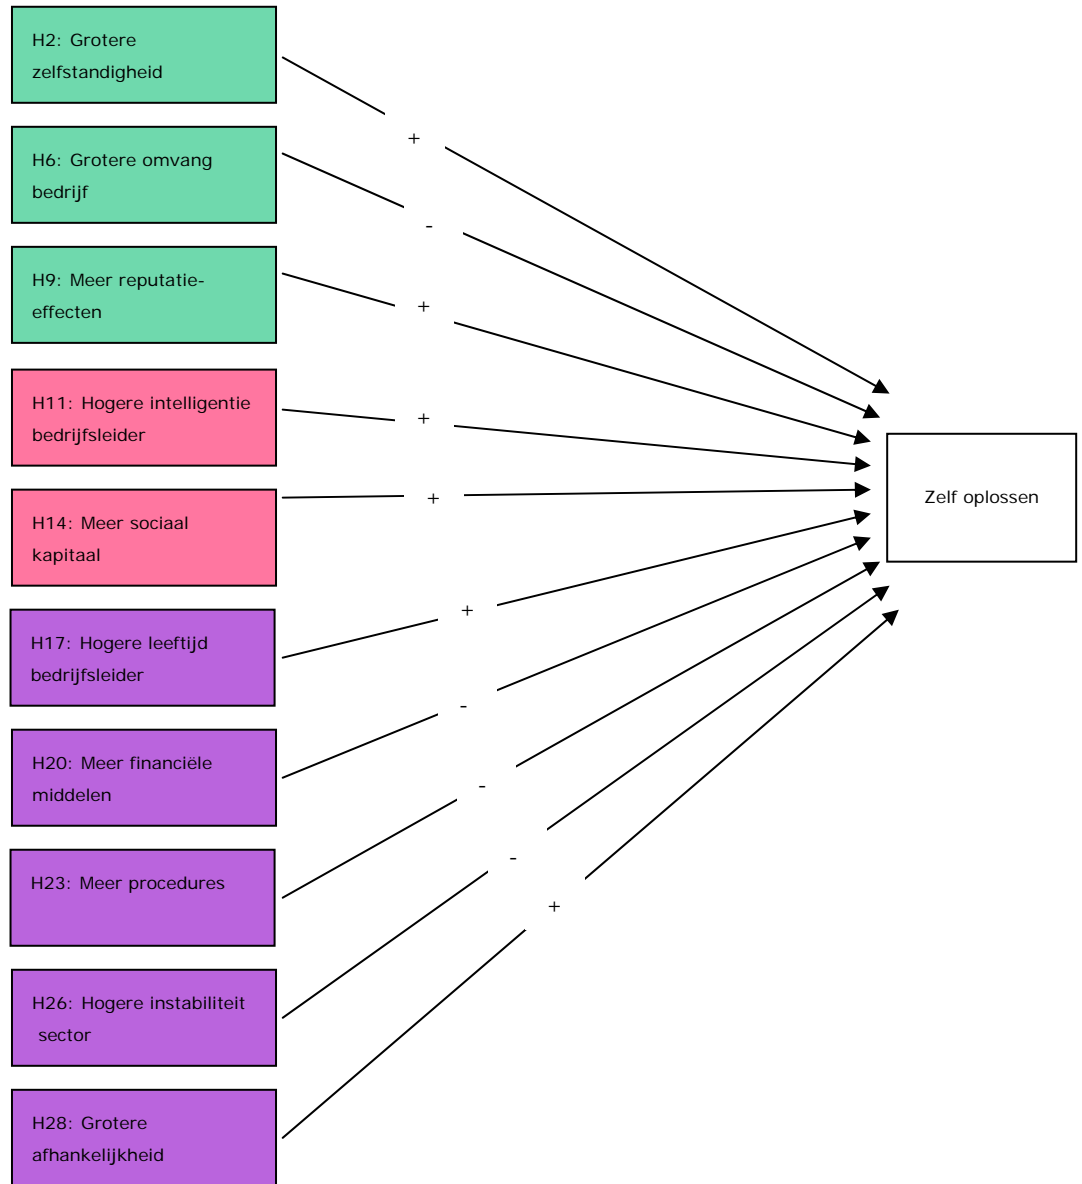 H2: Grotere
zelfstandigheid
+
H6: Grotere omvang
bedrijf
-
H9: Meer reputatie-
effecten
+
H11: Hogere intelligentie
bedrijfsleider
+
H14: Meer sociaal
kapitaal
+
Zelf oplossen
H17: Hogere leeftijd
bedrijfsleider
+
H20: Meer financiële
middelen
-
H23: Meer procedures
-
H26: Hogere instabiliteit
sector
-
H28: Grotere
afhankelijkheid
+